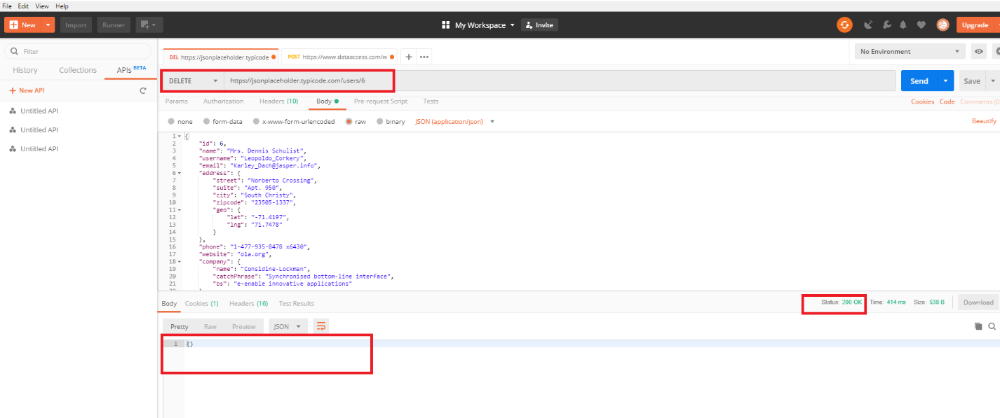 File Edit View Help
New Import Runner My Workspace Invite Upgrade
Filter
History Collections APIs BETA
New API
Untitled API
Untitled API
Untitled API
DEL https://jsonplaceholder.typicode POST https://www.dataaccess.com/w No Environment
DELETE https://jsonplaceholder.typicode.com/users/6 Send Save
Params Authorization Headers (10) Body Pre-request Script Tests Cookies Code Comments (0
none form-data x-www-form-urlencoded raw binary JSON (application/json) Beautify
1 {
2 "id": 6,
3 "name": "Mrs. Dennis Schulist",
4 "username": "Leopoldo_Corkery",
5 "email": "Karley_Dach@jasper.info",
6 "address": {
7 "street": "Norberto Crossing",
8 "suite": "Apt. 950",
9 "city": "South Christy",
10 "zipcode": "23505-1337",
11 "geo": {
12 "lat": "-71.4197",
13 "lng": "71.7478"
14 }
15 },
16 "phone": "1-477-935-8478 x6430",
17 "website": "ola.org",
18 "company": {
19 "name": "Considine-Lockman",
20 "catchPhrase": "Synchronised bottom-line interface",
21 "bs": "e-enable innovative applications"
Body Cookies (1) Headers (16) Test Results Status: 200 OK Time: 414 ms Size: 538 B Download
Pretty Raw Preview JSON
1 {}